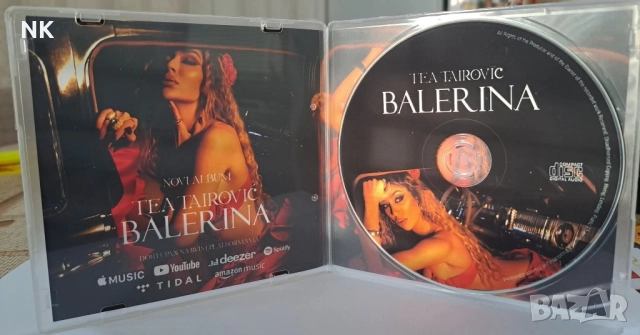 NK
NOVI ALBUM
TEA TAIROVIĆ
BALERINA
MUSIC YouTube deezer Spotify
TIDAL amazon music
TEA TAIROVIC
BALERINA
COMPACT
disc
DIGITAL AUDIO
BAZAR